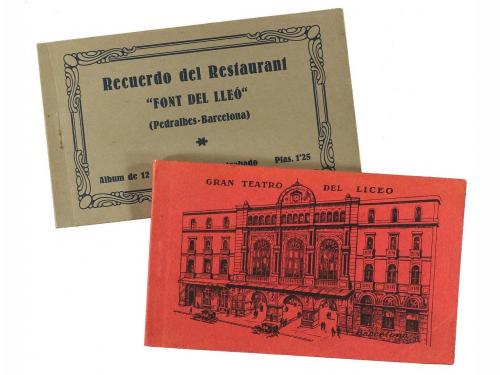 Recuerdo del Restaurant
"FONT DEL LLEÓ"
(Pedralbes-Barcelona)
Album de 12
Ptas. 1'25
GRAN TEATRO DEL LICEO
Barcelona